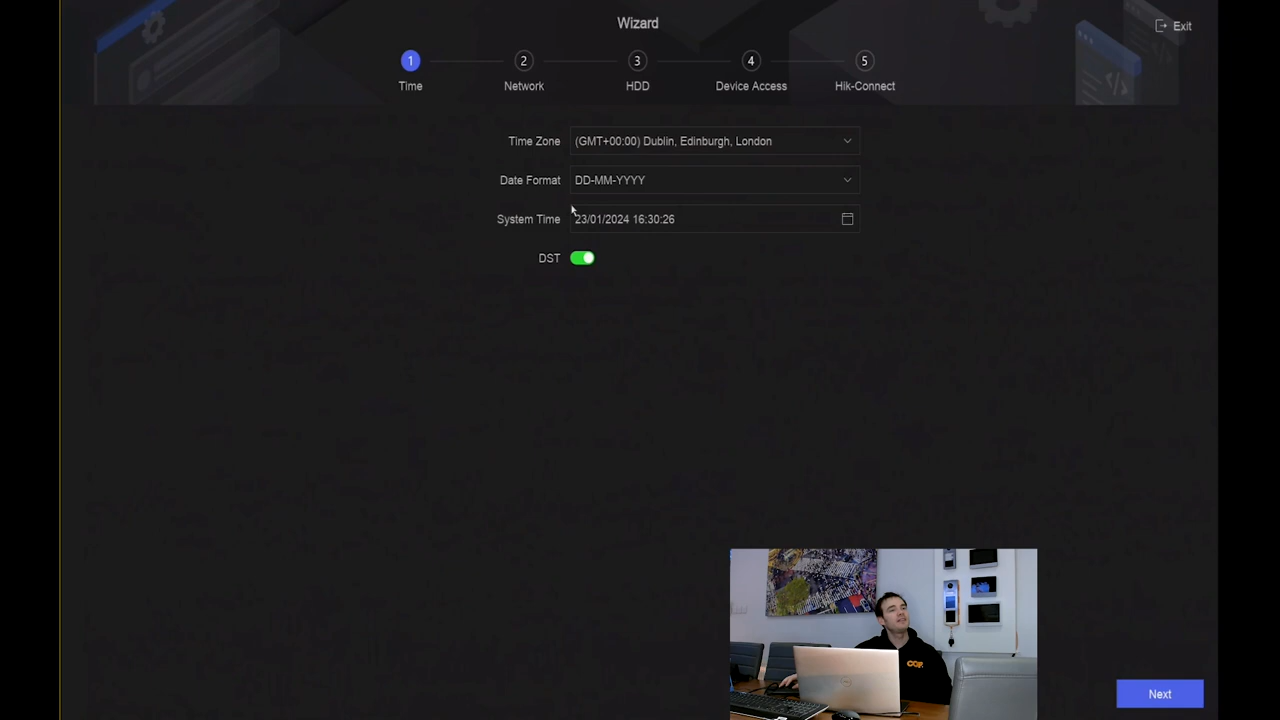 Wizard
Exit
1
2
3
4
5
Time
Network
HDD
Device Access
Hik-Connect
Time Zone (GMT+00:00) Dublin, Edinburgh, London
Date Format DD-MM-YYYY
System Time 23/01/2024 16:30:26
DST
COP
Next